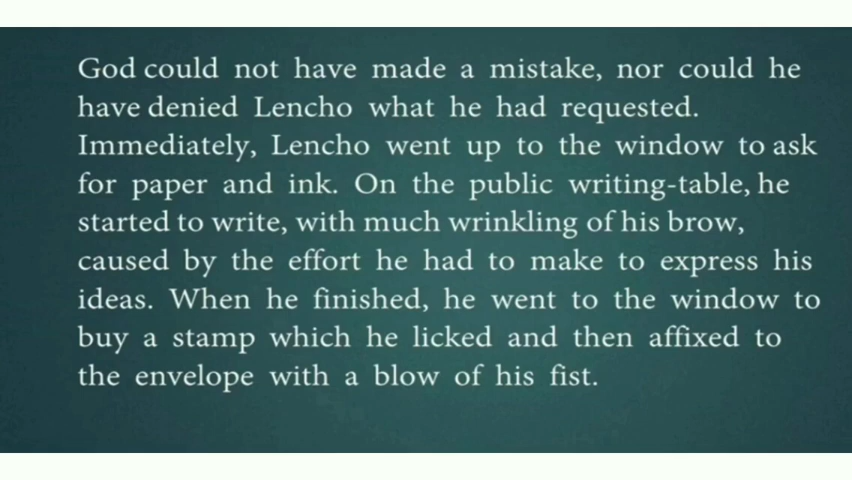 God could not have made a mistake, nor could he
have denied Lencho what he had requested.
Immediately, Lencho went up to the window to ask
for paper and ink. On the public writing-table, he
started to write, with much wrinkling of his brow,
caused by the effort he had to make to express his
ideas. When he finished, he went to the window to
buy a stamp which he licked and then affixed to
the envelope with a blow of his fist.